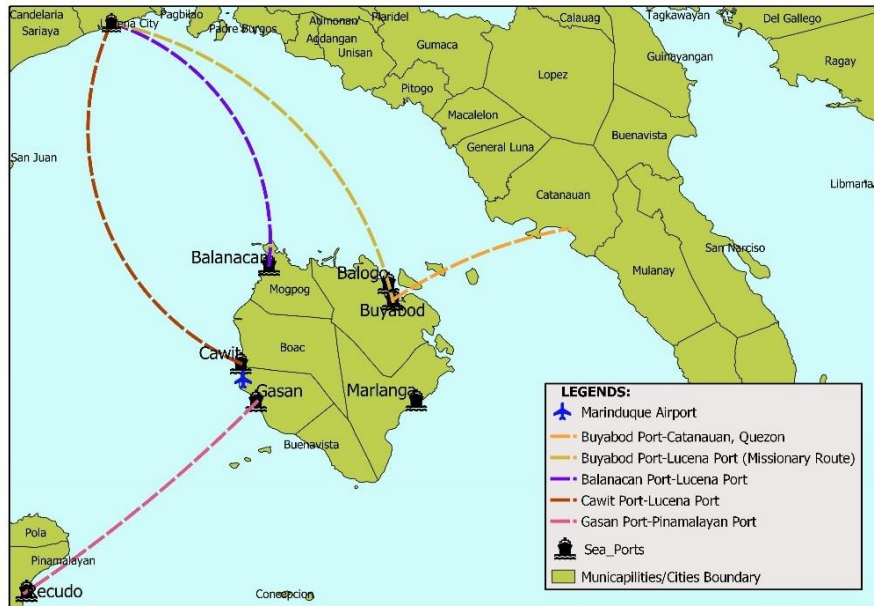 Candelaria
Pagbilao
Sariaya
Lucena City
Padre Burgos
Atimonan
Plaridel
Agdangan
Unisan
Gumaca
Calauag
Tagkawayan
Del Gallego
Guinayangan
Ragay
Lopez
Pitogo
Macalelon
General Luna
Buenavista
San Juan
Catanauan
Libmanan
San Narciso
Mulanay
Balanacan
Balogo
Buyabod
Mogpog
Boac
Cawit
Gasan
Marlanga
Buenavista
Pola
Pinamalayan
Recudo
Concepcion
LEGENDS:
Marinduque Airport
Buyabod Port-Catanauan, Quezon
Buyabod Port-Lucena Port (Missionary Route)
Balanacan Port-Lucena Port
Cawit Port-Lucena Port
Gasan Port-Pinamalayan Port
Sea_Ports
Municapilities/Cities Boundary